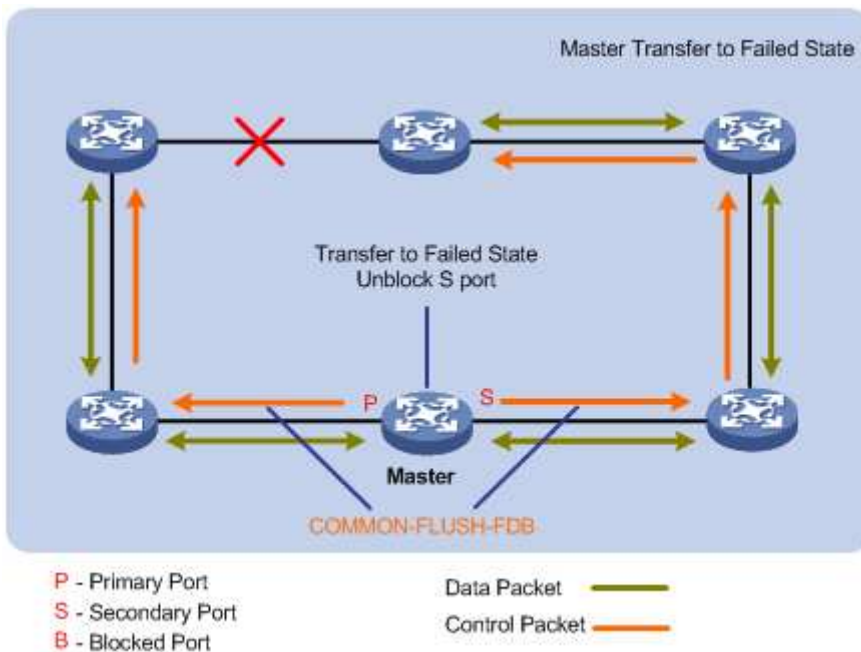 Master Transfer to Failed State
Transfer to Failed State
Unblock S port
P
S
Master
COMMON-FLUSH-FDB
P - Primary Port
S - Secondary Port
B - Blocked Port
Data Packet
Control Packet